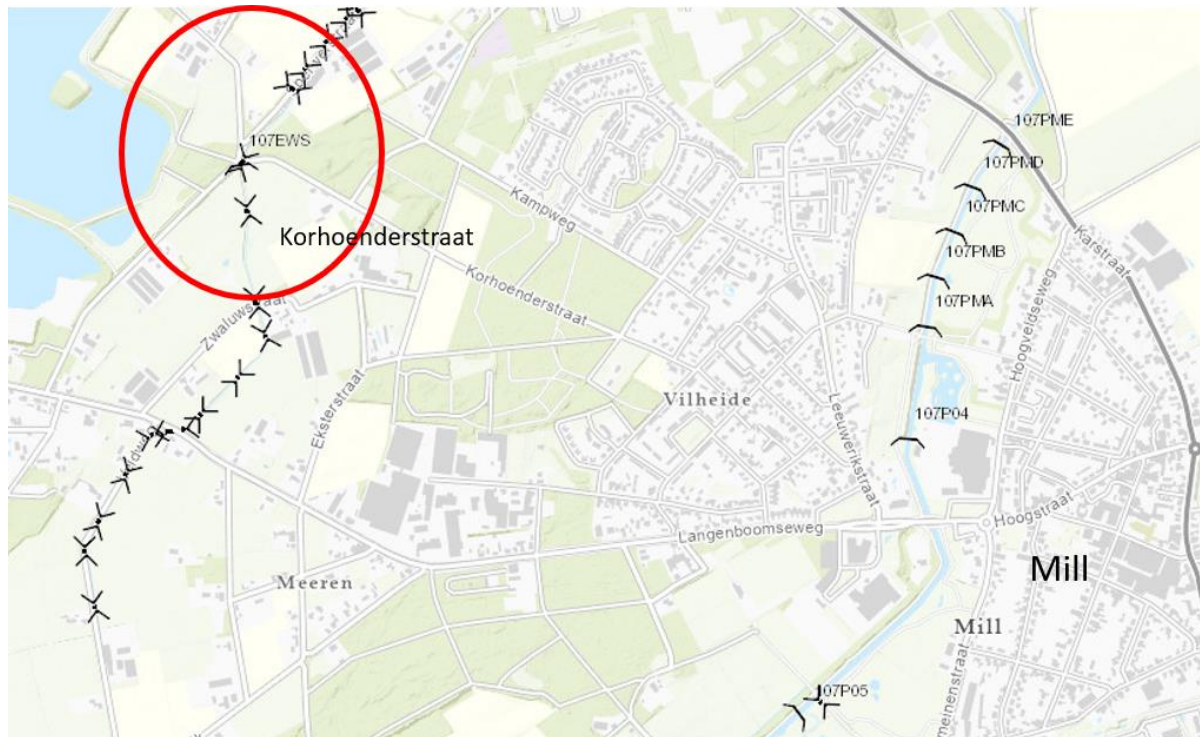 107EWS
Korhoenderstraat
Kampweg
Korhoenderstraat
107PME
107PMD
107PMC
107PMB
107PMA
Karstraat
Hoogveldseweg
Vilheide
Leeuwerikstraat
107P04
Eksterstraat
Langenboomseweg
Hoogstraat
Meeren
Mill
Mill
107P05